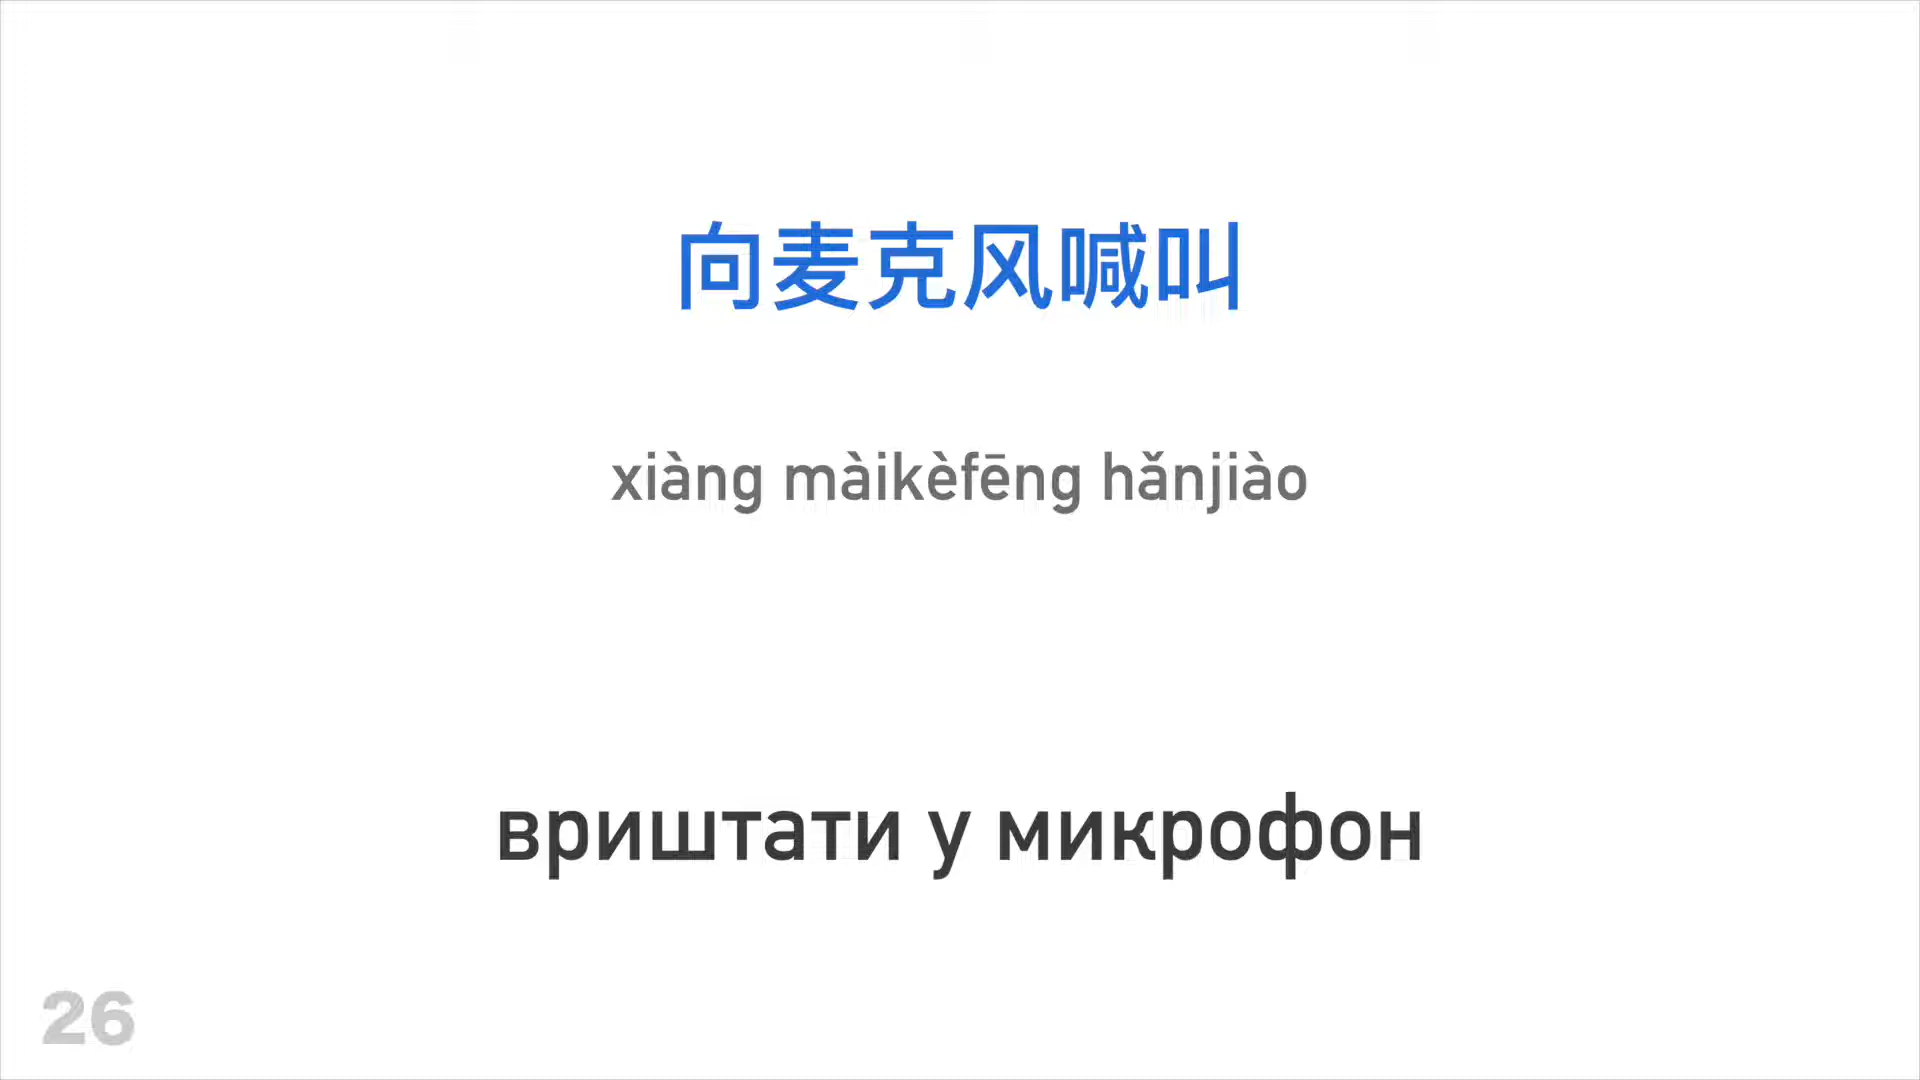 向麦克风喊叫
xiàng màikèfēng hǎnjiào
вриштати у микрофон
26